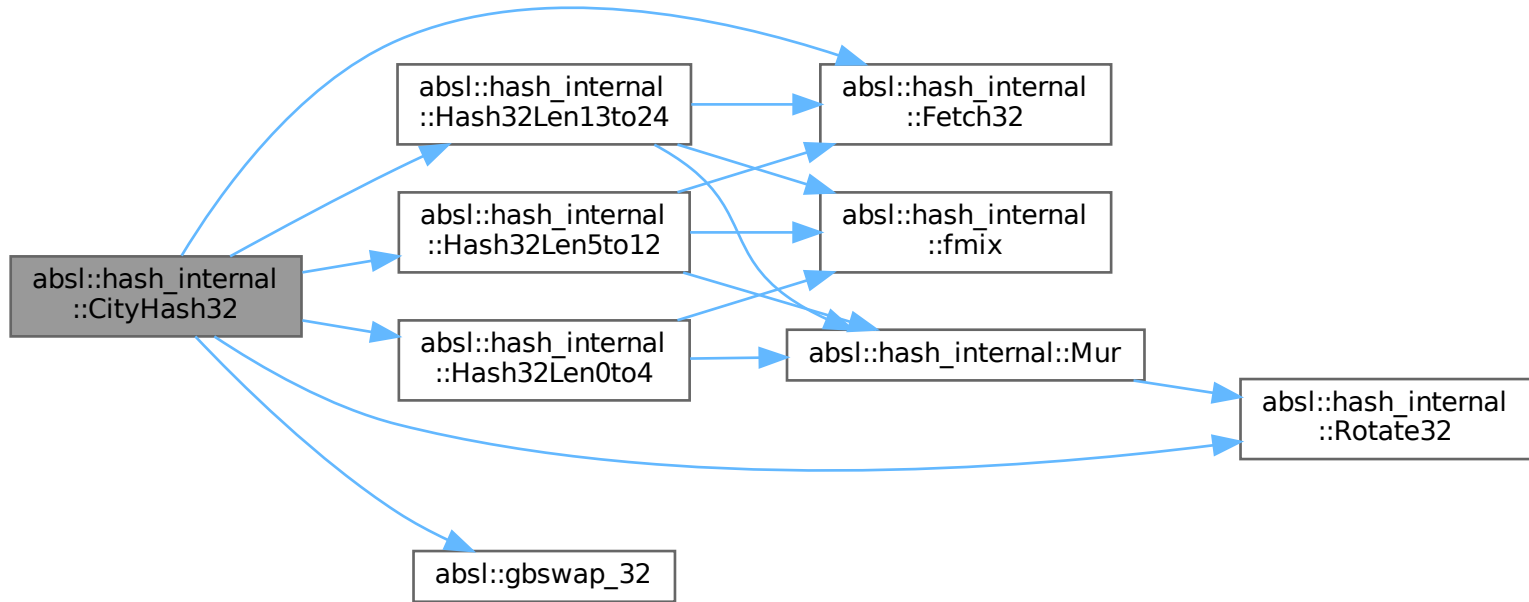 absl::hash_internal
::CityHash32
absl::hash_internal
::Hash32Len13to24
absl::hash_internal
::Hash32Len5to12
absl::hash_internal
::Hash32Len0to4
absl::gbswap_32
absl::hash_internal
::Fetch32
absl::hash_internal
::fmix
absl::hash_internal::Mur
absl::hash_internal
::Rotate32